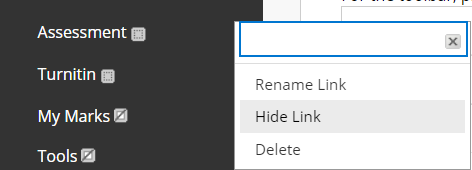 Assessment
Turnitin
My Marks
Tools
Rename Link
Hide Link
Delete